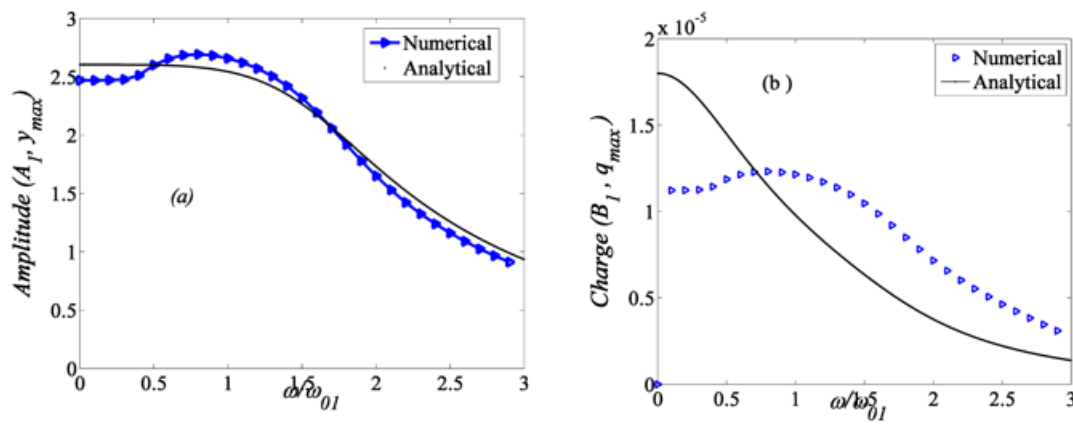 3
2.5
2
1.5
1
0.5
0
Amplitude (A1, ymax)
Numerical
Analytical
(a)
0 0.5 1 1.5 2 2.5 3
ω/ω01
x 10-5
2
1.5
1
0.5
0
Charge (B1, qmax)
Numerical
Analytical
(b )
0 0.5 1 1.5 2 2.5 3
ω/ω01